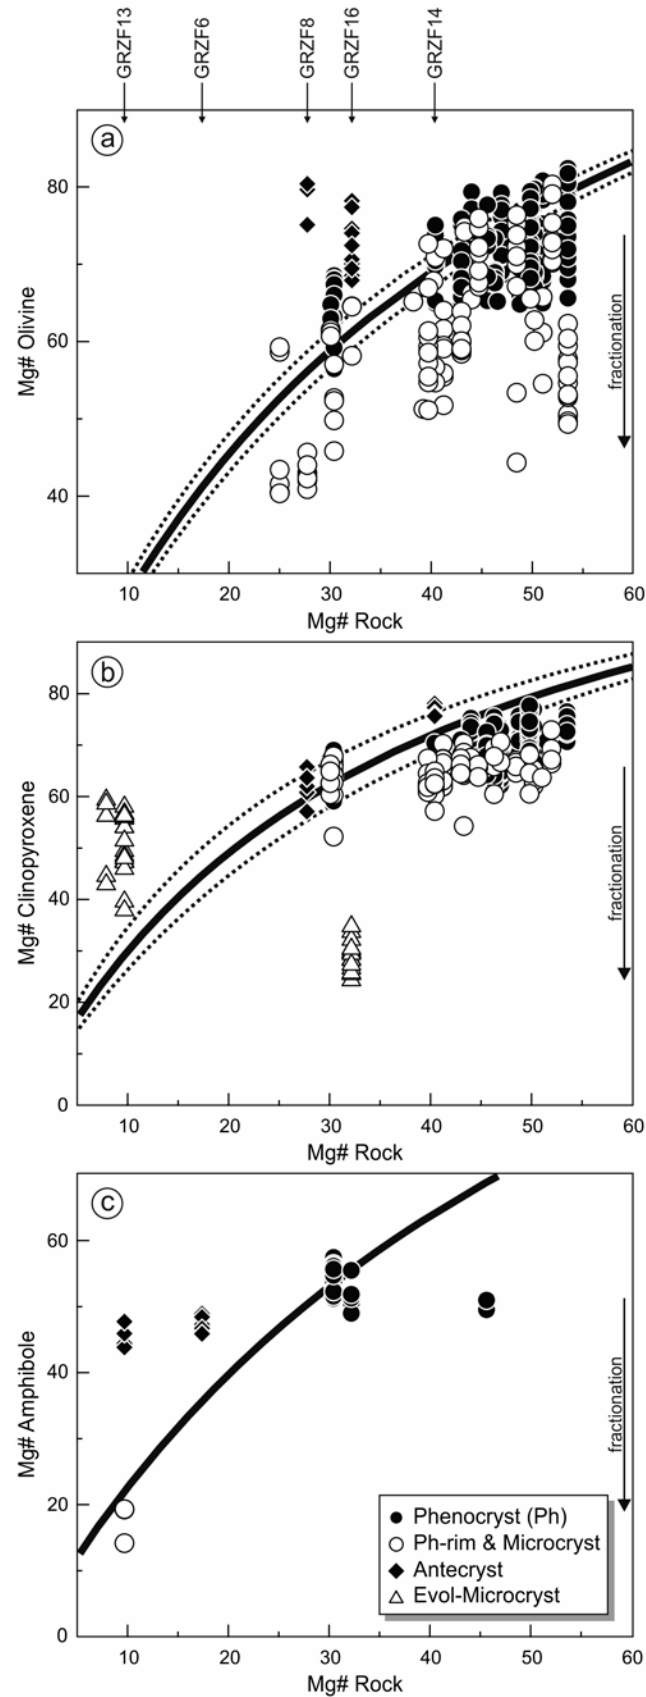 GRZF13
GRZF6
GRZF8
GRZF16
GRZF14
a
80
60
40
Mg# Olivine
fractionation
10 20 30 40 50 60
Mg# Rock
b
80
60
40
20
0
Mg# Clinopyroxene
fractionation
10 20 30 40 50 60
Mg# Rock
c
60
40
20
0
Mg# Amphibole
fractionation
Phenocryst (Ph)
Ph-rim & Microcryst
Antecryst
Evol-Microcryst
10 20 30 40 50 60
Mg# Rock